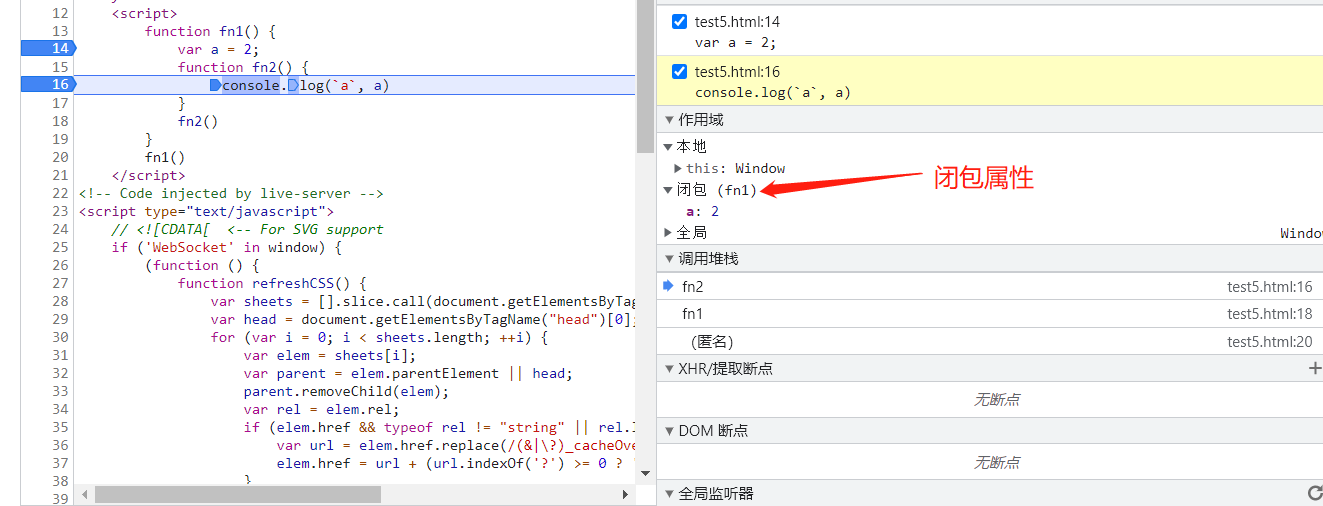 12 <script>
13 function fn1() {
14 var a = 2;
15 function fn2() {
16 console.log(`a`, a)
17 }
18 fn2()
19 }
20 fn1()
21 </script>
22 <!-- Code injected by live-server -->
23 <script type="text/javascript">
24 // <![CDATA[ <-- For SVG support
25 if ('WebSocket' in window) {
26 (function () {
27 function refreshCSS() {
28 var sheets = [].slice.call(document.getElementsByTag
29 var head = document.getElementsByTagName("head")[0];
30 for (var i = 0; i < sheets.length; ++i) {
31 var elem = sheets[i];
32 var parent = elem.parentElement || head;
33 parent.removeChild(elem);
34 var rel = elem.rel;
35 if (elem.href && typeof rel != "string" || rel.
36 var url = elem.href.replace(/(&|\?)_cacheOve
37 elem.href = url + (url.indexOf('?') >= 0 ?
38 }
39
test5.html:14
var a = 2;
test5.html:16
console.log(`a`, a)
作用域
本地
this: Window
闭包 (fn1)
闭包属性
a: 2
全局 Window
调用堆栈
fn2 test5.html:16
fn1 test5.html:18
(匿名) test5.html:20
XHR/提取断点
无断点
DOM 断点
无断点
全局监听器